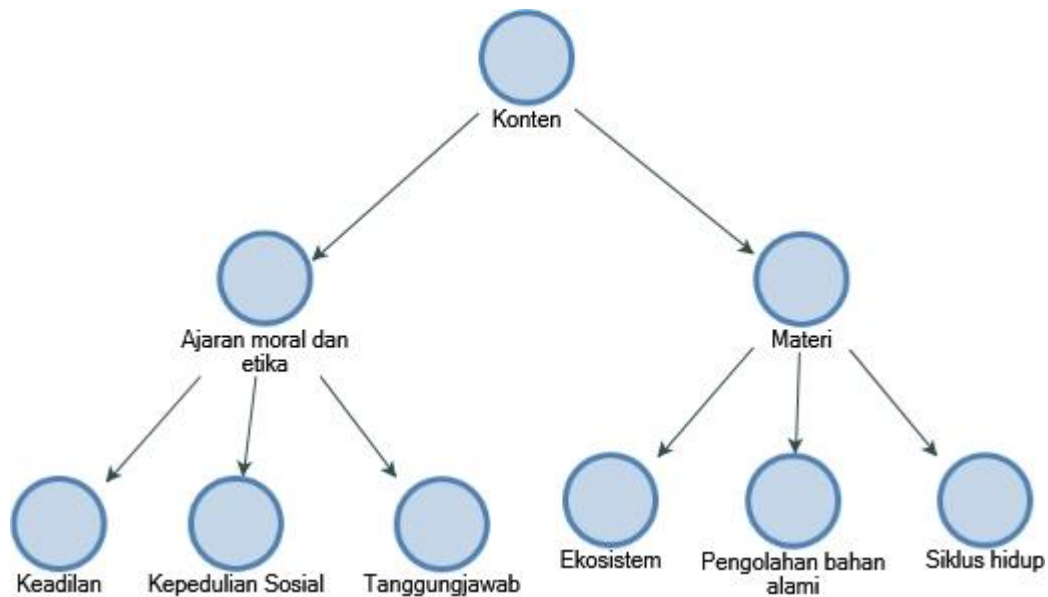 Konten
Ajaran moral dan
etika
Materi
Keadilan
Kepedulian Sosial
Tanggungjawab
Ekosistem
Pengolahan bahan
alami
Siklus hidup